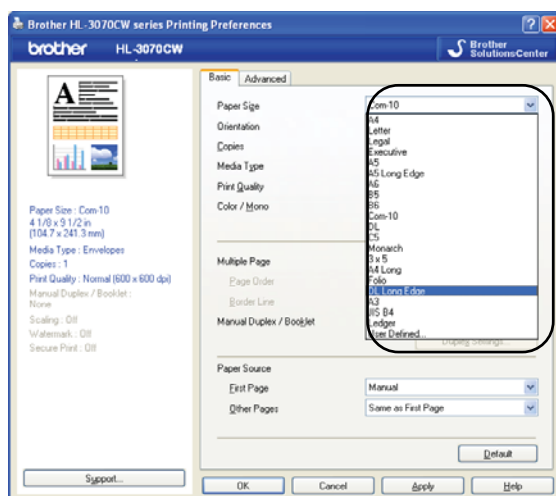 Brother HL-3070CW series Printing Preferences
brother HL-3070CW
Brother
SolutionsCenter
Basic Advanced
Paper Size : Com-10
4 1/8 x 9 1/2 in
(104.7 x 241.3 mm)
Media Type : Envelopes
Copies : 1
Print Quality : Normal (600 x 600 dpi)
Manual Duplex / Booklet :
None
Scaling : Off
Watermark : Off
Secure Print : Off
Support...
Paper Size Com-10
Orientation
Copies
Media Type
Print Quality
Color / Mono
A4
Letter
Legal
Executive
A5
A5 Long Edge
A6
B5
B6
Com-10
DL
C5
Monarch
3 x 5
A4 Long
Folio
DL Long Edge
A3
JIS B4
Ledger
User Defined...
Multiple Page
Page Order
Border Line
Manual Duplex / Booklet
Duplex Settings...
Paper Source
First Page Manual
Other Pages Same as First Page
Default
OK Cancel Apply Help